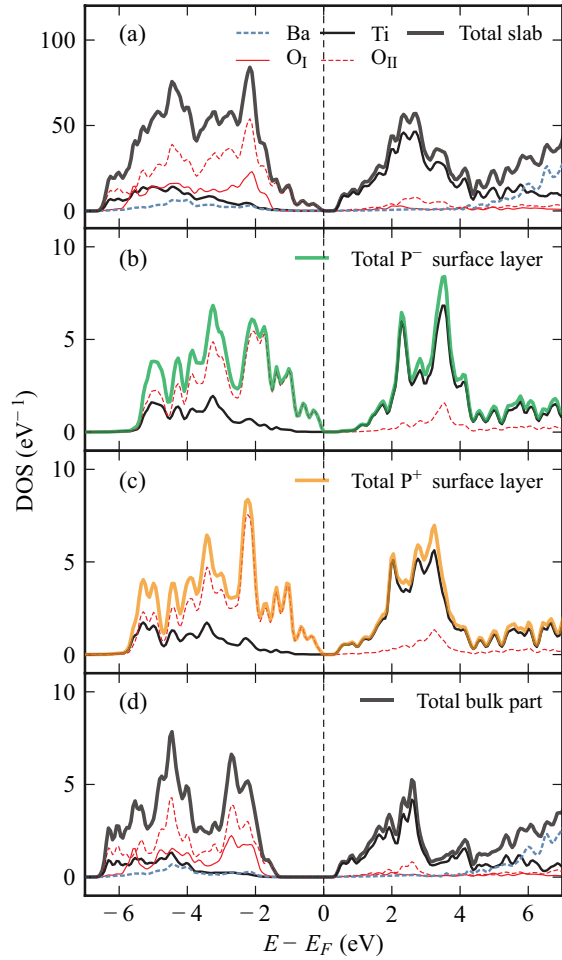 (a)
Ba
Ti
Total slab
O_I
O_II
100
50
0
(b)
Total P⁻ surface layer
10
5
0
DOS (eV⁻¹)
(c)
Total P⁺ surface layer
10
5
0
(d)
Total bulk part
10
5
0
−6 −4 −2 0 2 4 6
E − E_F (eV)